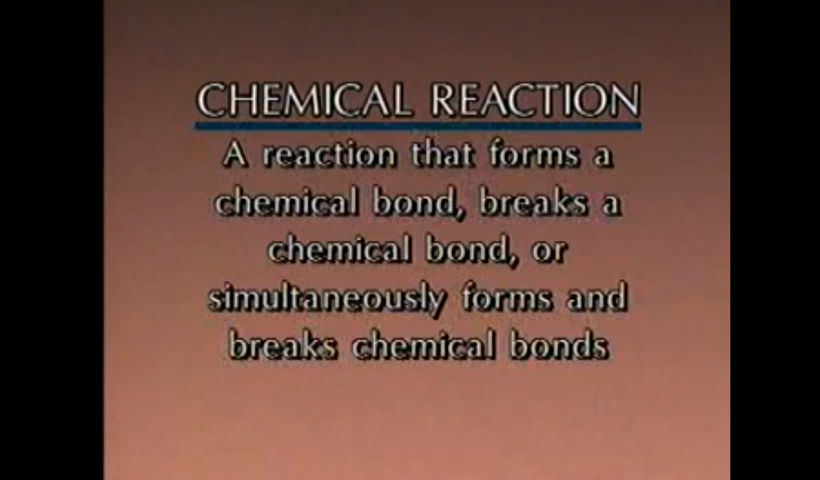 CHEMICAL REACTION
A reaction that forms a
chemical bond, breaks a
chemical bond, or
simultaneously forms and
breaks chemical bonds